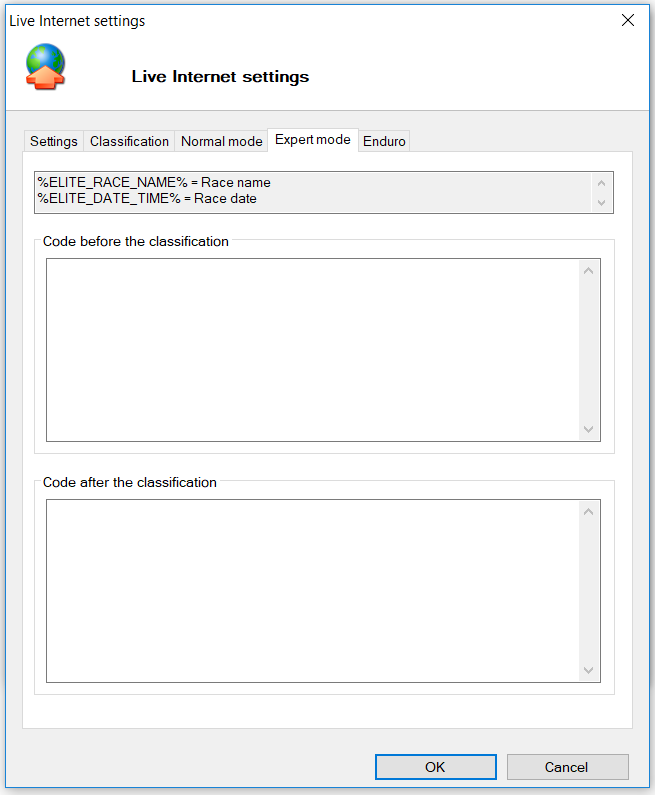 Live Internet settings
Live Internet settings
Settings Classification Normal mode Expert mode Enduro
%ELITE_RACE_NAME% = Race name
%ELITE_DATE_TIME% = Race date
Code before the classification
Code after the classification
OK Cancel